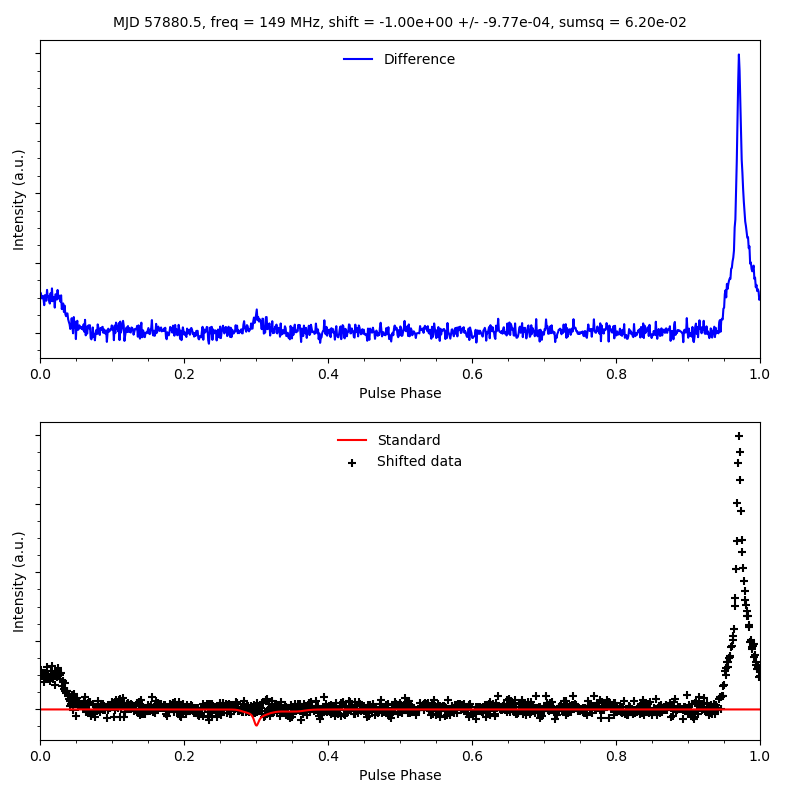 MJD 57880.5, freq = 149 MHz, shift = -1.00e+00 +/- -9.77e-04, sumsq = 6.20e-02
Difference
Intensity (a.u.)
0.0 0.2 0.4 0.6 0.8 1.0
Pulse Phase
Standard
Shifted data
Intensity (a.u.)
0.0 0.2 0.4 0.6 0.8 1.0
Pulse Phase